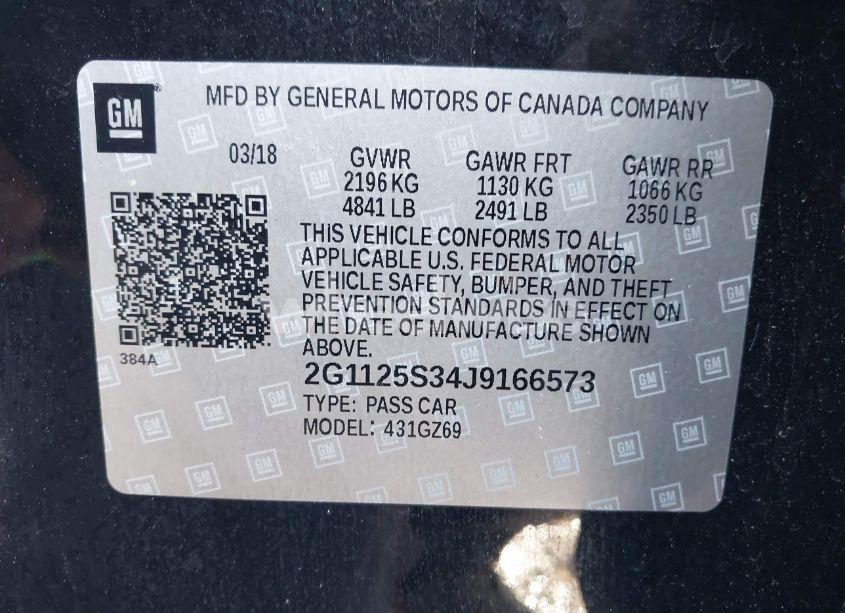 GM
MFD BY GENERAL MOTORS OF CANADA COMPANY
03/18 GVWR GAWR FRT GAWR RR
2196 KG 1130 KG 1066 KG
4841 LB 2491 LB 2350 LB
THIS VEHICLE CONFORMS TO ALL
APPLICABLE U.S. FEDERAL MOTOR
VEHICLE SAFETY, BUMPER, AND THEFT
PREVENTION STANDARDS IN EFFECT ON
THE DATE OF MANUFACTURE SHOWN
ABOVE.
384A
2G1125S34J9166573
TYPE: PASS CAR
MODEL: 431GZ69